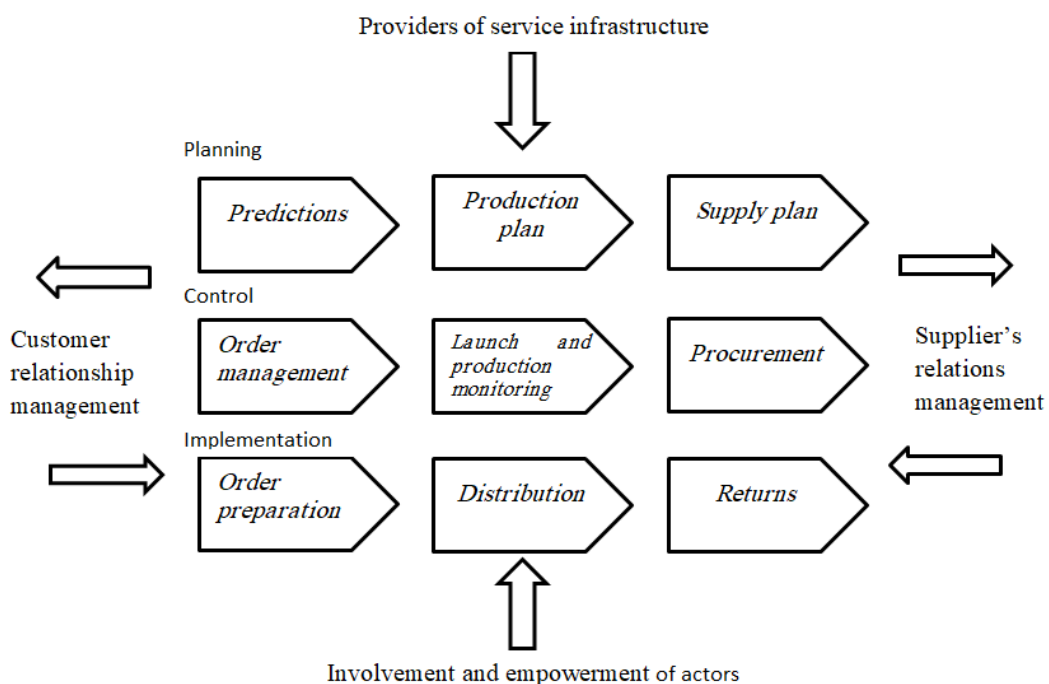 Providers of service infrastructure
Planning
Predictions
Production
plan
Supply plan
Control
Customer
relationship
management
Order
management
Launch and
production
monitoring
Procurement
Supplier's
relations
management
Implementation
Order
preparation
Distribution
Returns
Involvement and empowerment of actors